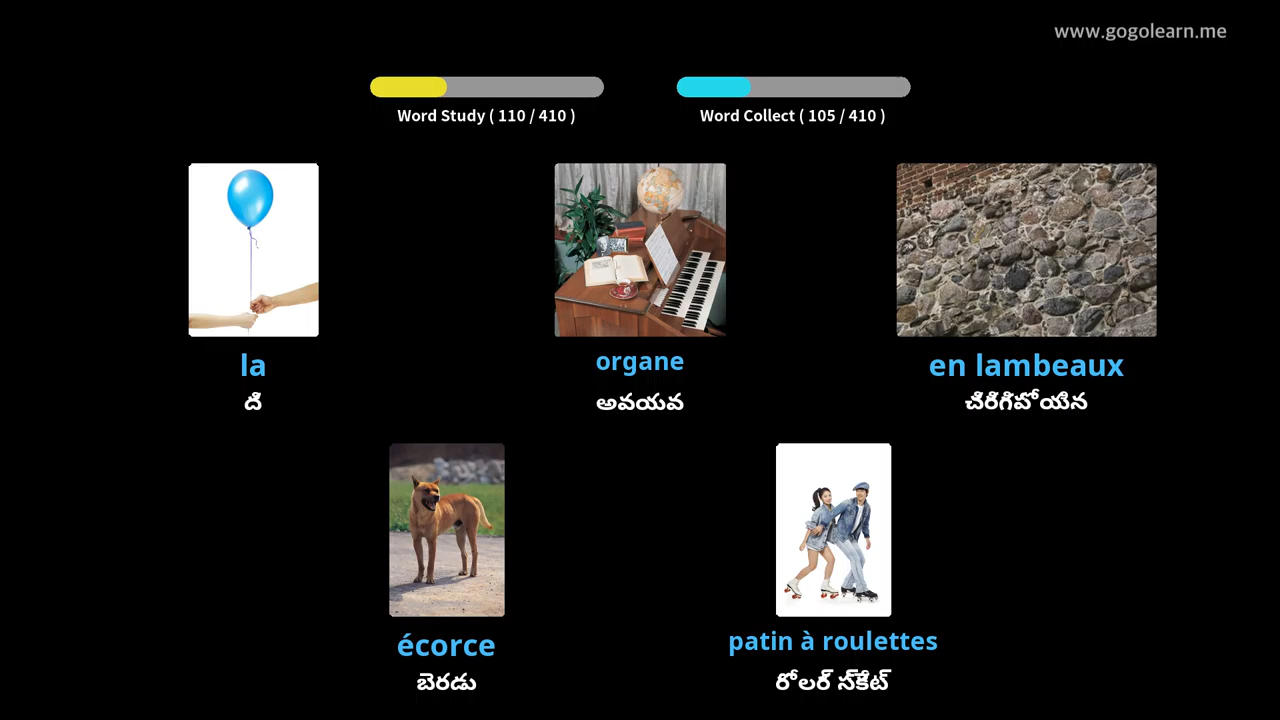 www.gogolearn.me
Word Study ( 110 / 410 )
Word Collect ( 105 / 410 )
la
ది
organe
అవయవ
en lambeaux
చిరిగిపోయిన
écorce
బెరడు
patin à roulettes
రోలర్ స్కేట్